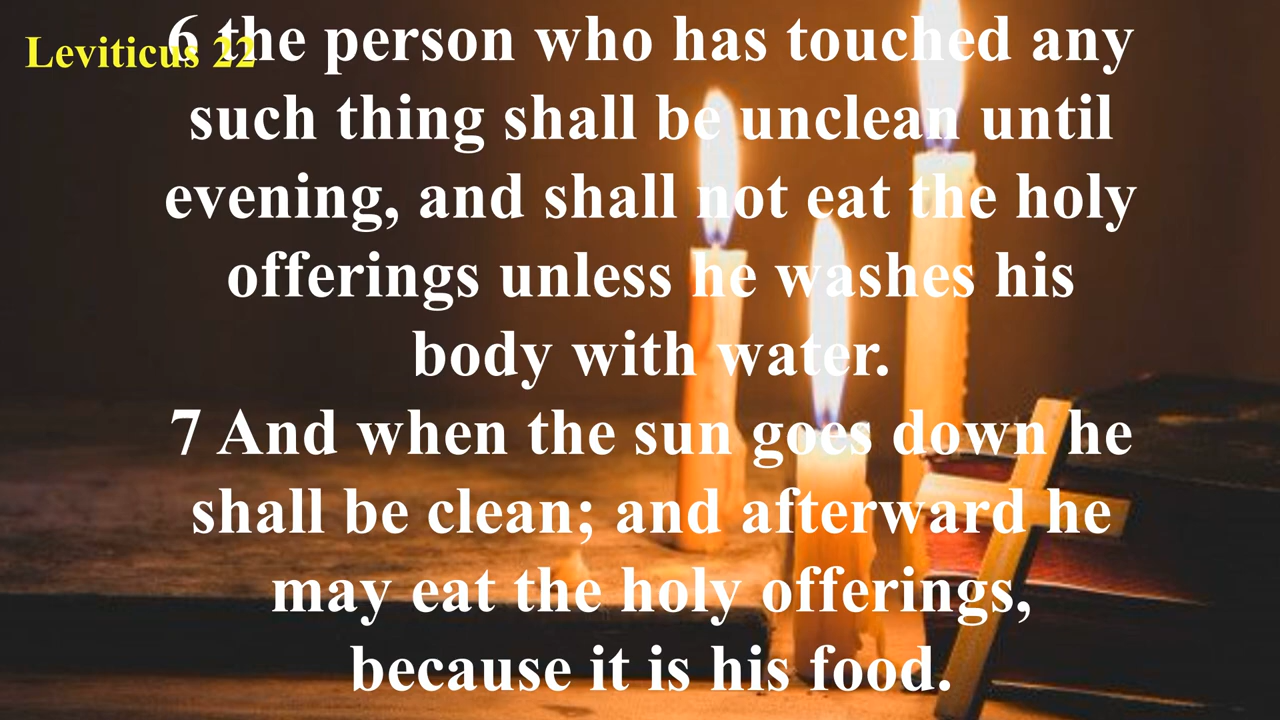 Leviticus 22
6 the person who has touched any
such thing shall be unclean until
evening, and shall not eat the holy
offerings unless he washes his
body with water.
7 And when the sun goes down he
shall be clean; and afterward he
may eat the holy offerings,
because it is his food.